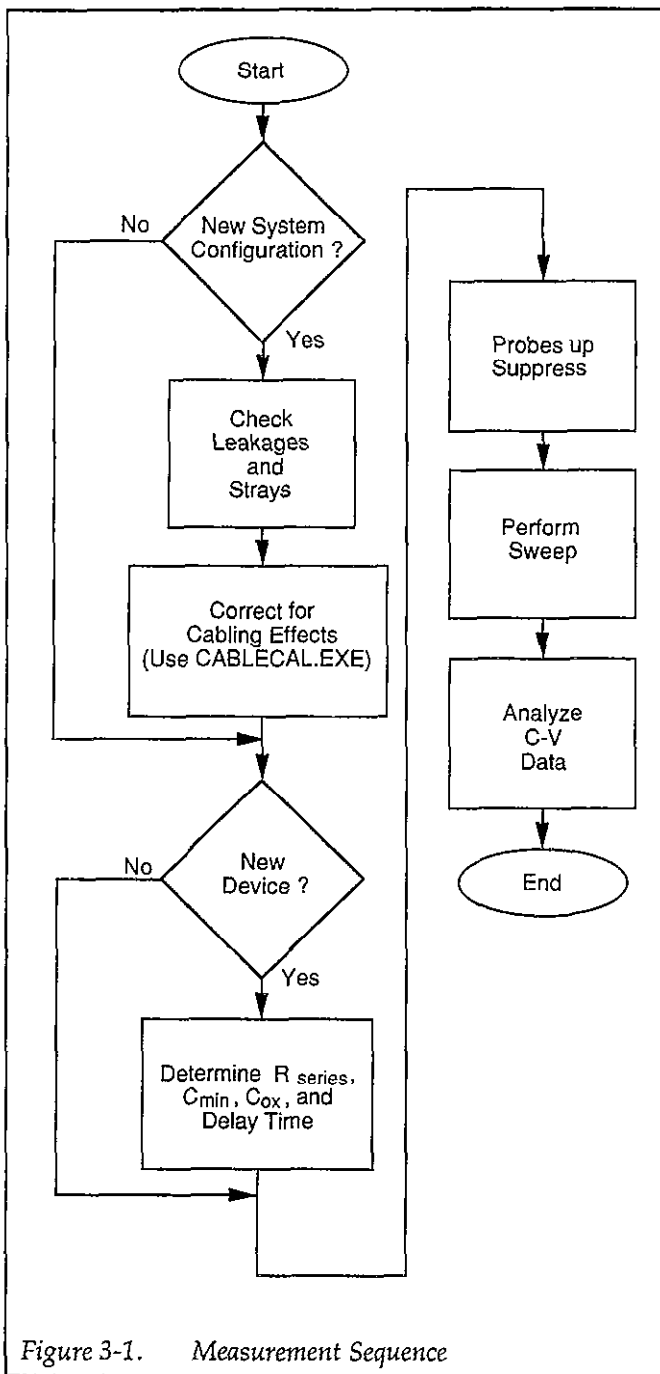 Start
New System
Configuration ?
No
Yes
Check
Leakages
and
Strays
Correct for
Cabling Effects
(Use CABLECAL.EXE)
New
Device ?
No
Yes
Determine R series,
Cmin, Cox, and
Delay Time
Probes up
Suppress
Perform
Sweep
Analyze
C-V
Data
End
Figure 3-1. Measurement Sequence